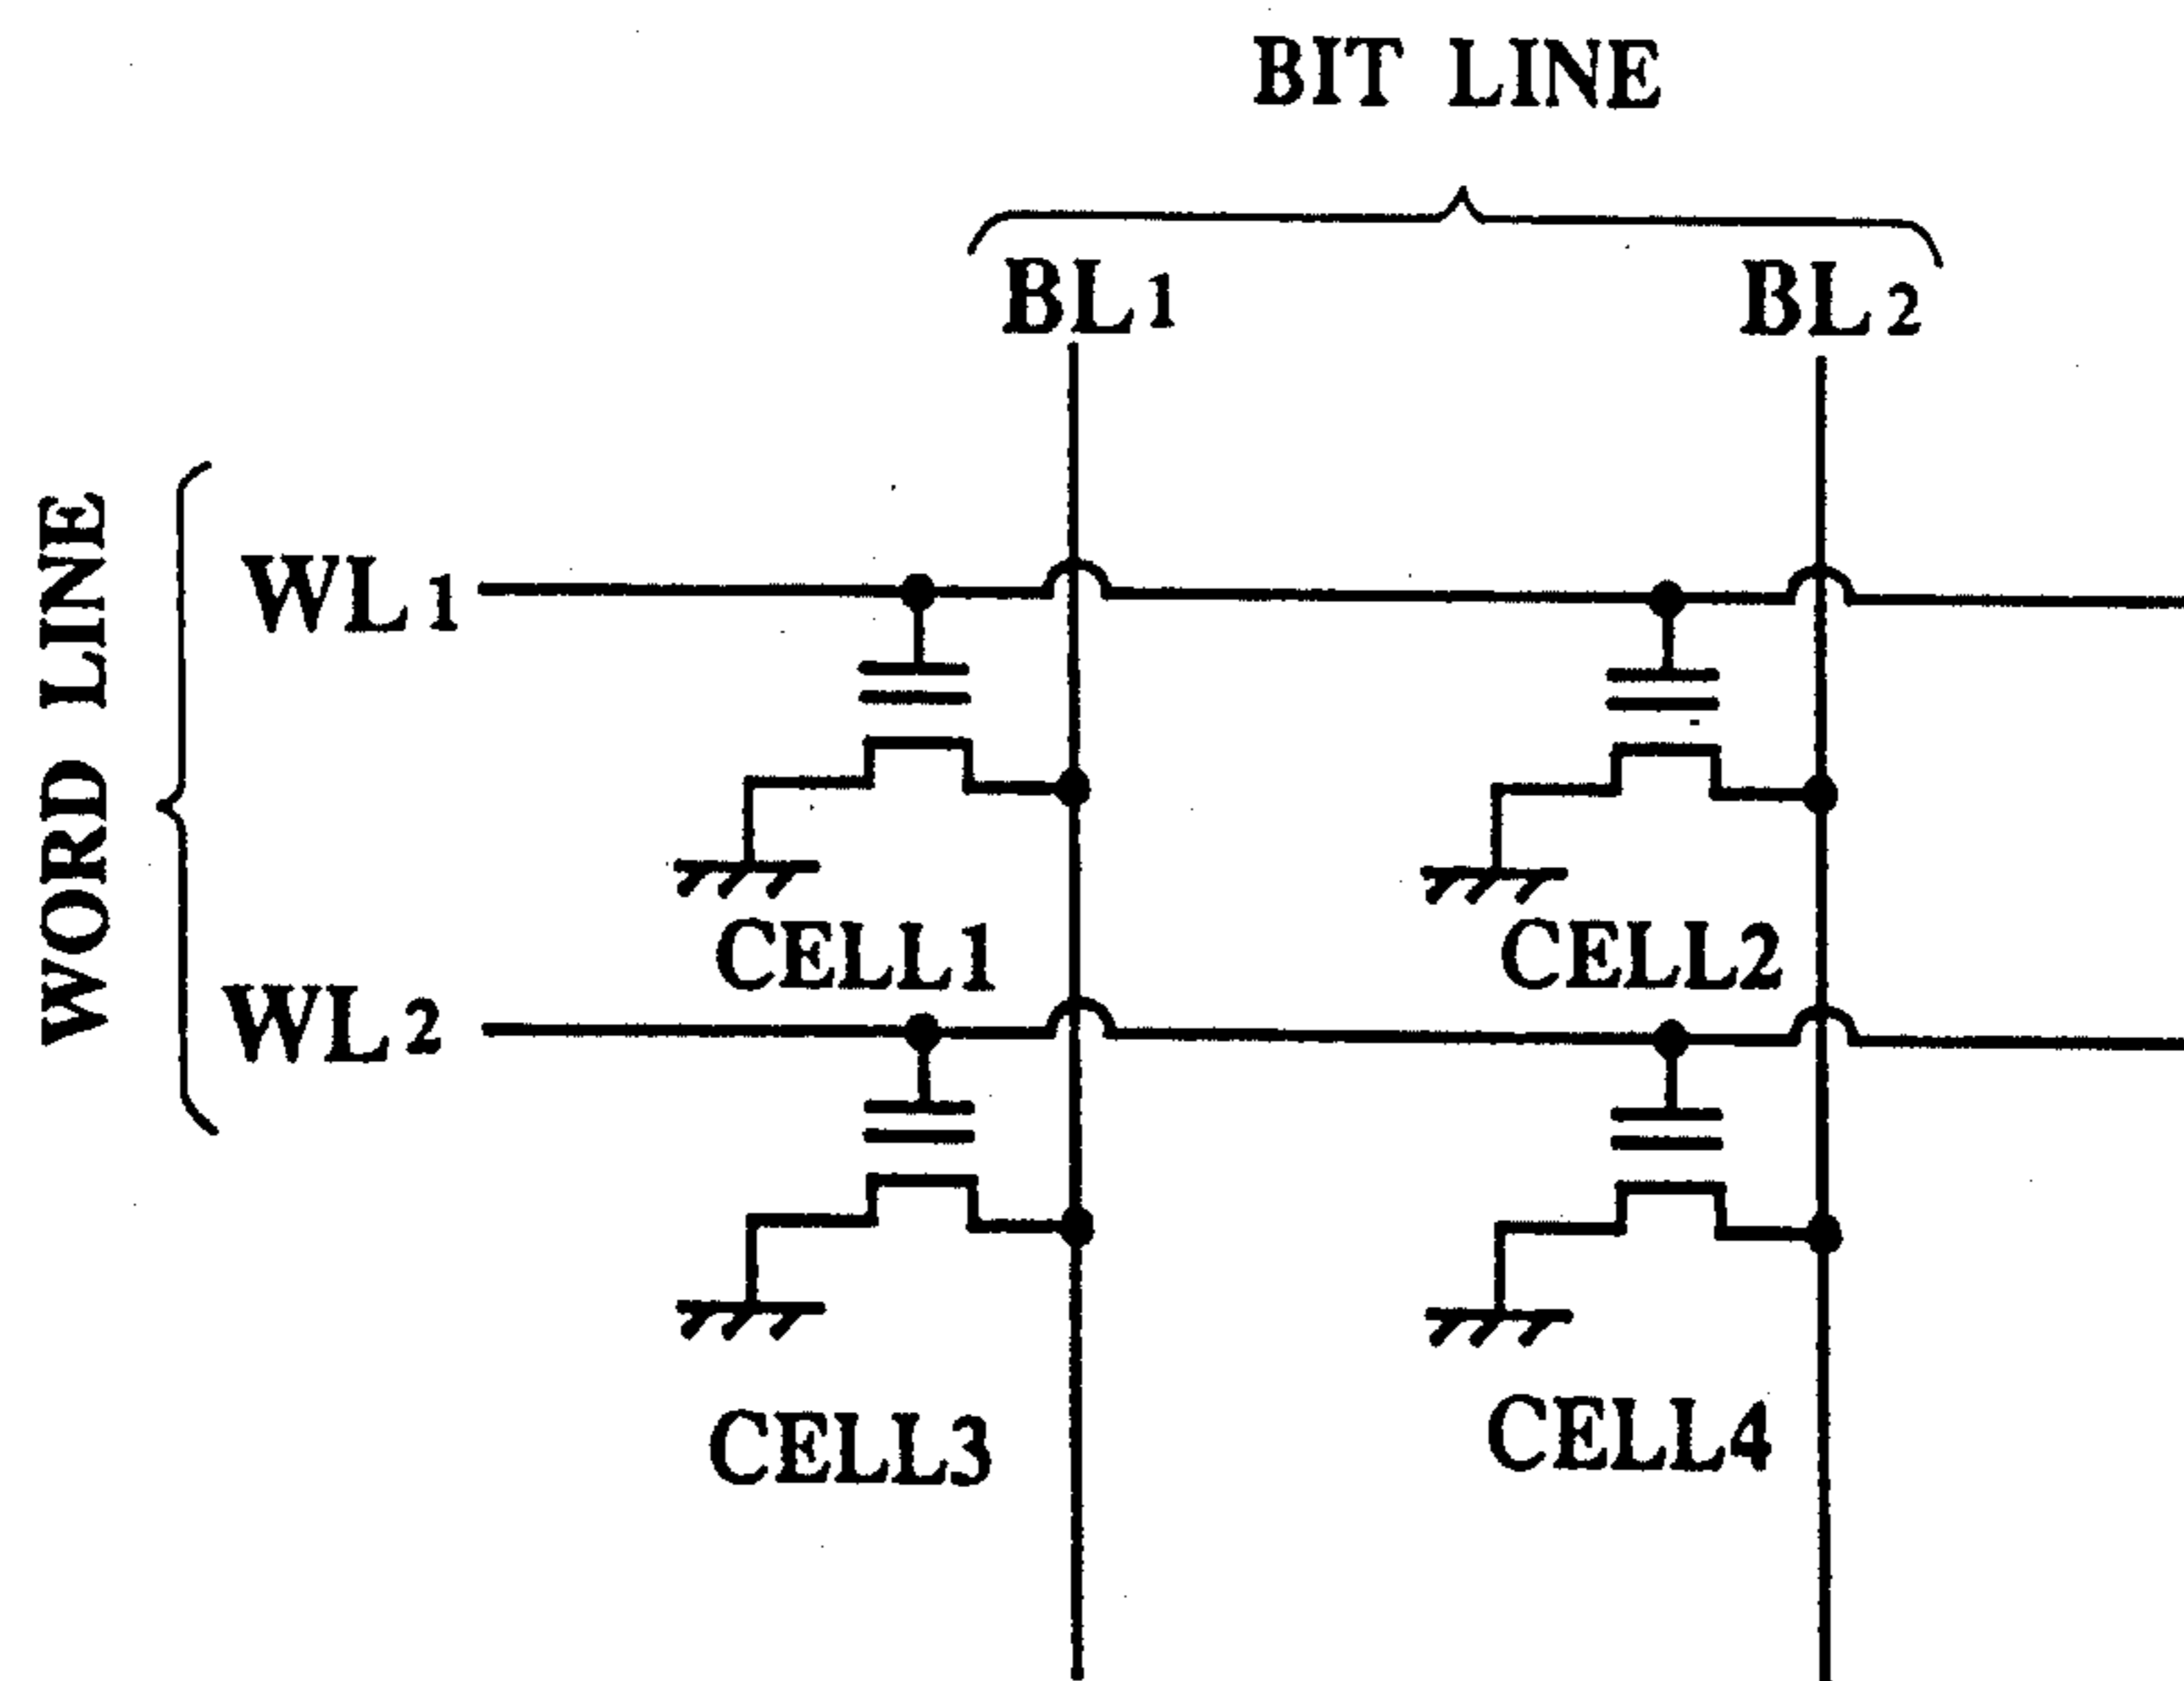 BIT LINE
BL1
BL2
WORD LINE
WL1
CELL1
CELL2
WL2
CELL3
CELL4